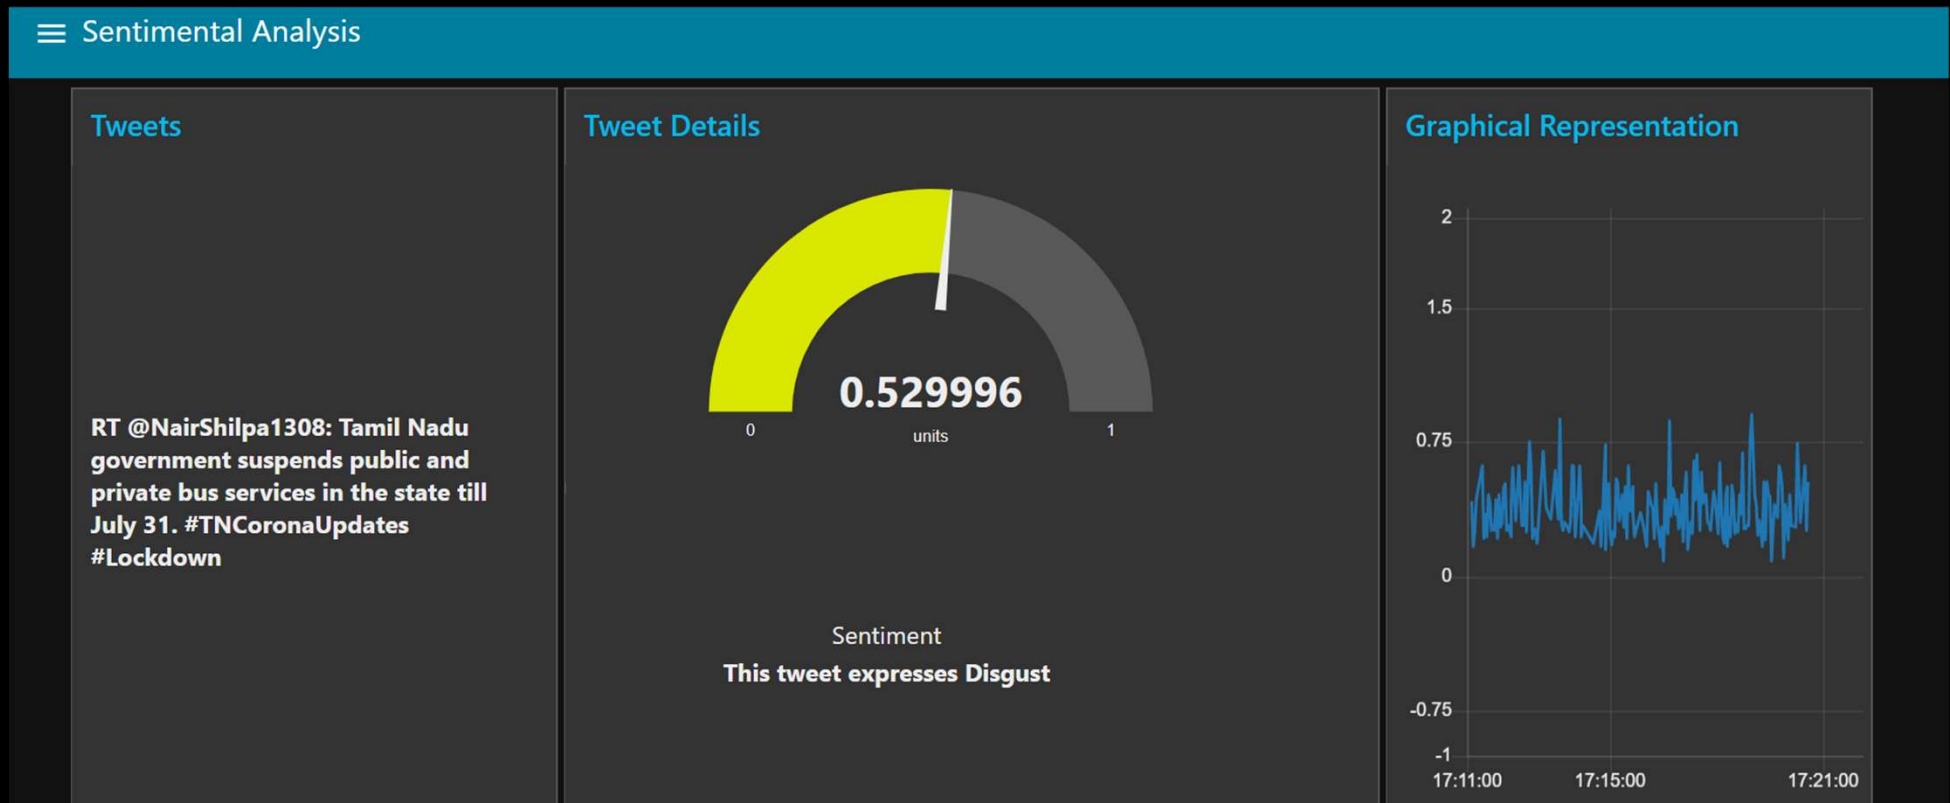 Sentimental Analysis
Tweets
RT @NairShilpa1308: Tamil Nadu
government suspends public and
private bus services in the state till
July 31. #TNCoronaUpdates
#Lockdown
Tweet Details
0.529996
0
units
1
Sentiment
This tweet expresses Disgust
Graphical Representation
2
1.5
0.75
0
-0.75
-1
17:11:00
17:15:00
17:21:00